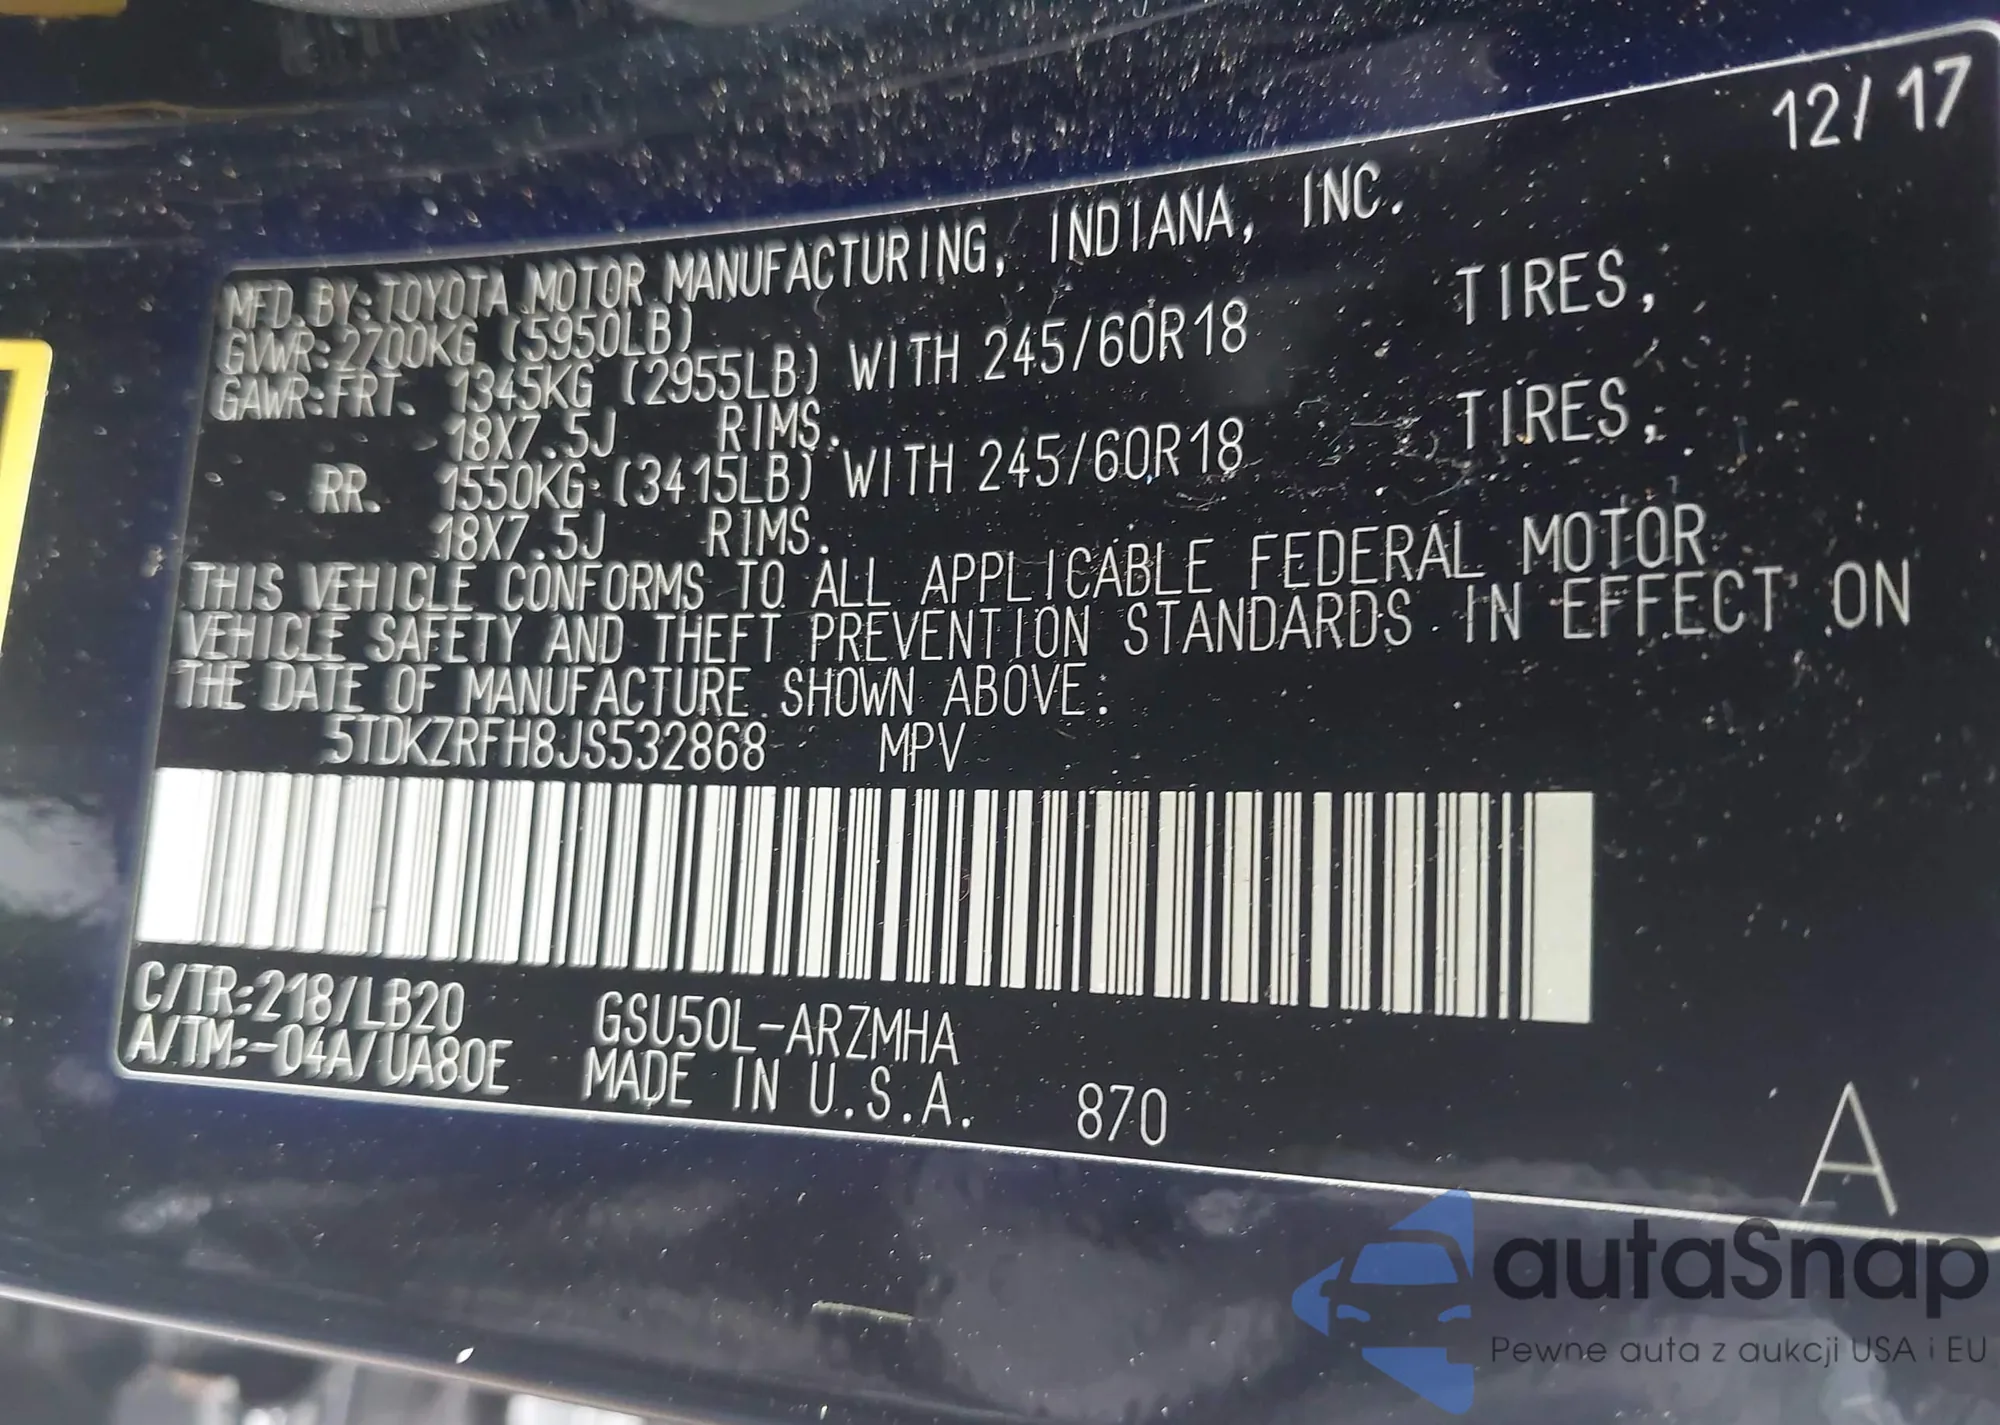 12/17
MFD.BY:TOYOTA MOTOR MANUFACTURING, INDIANA, INC.
GVWR:2700KG (5950LB)
GAWR:FRT. 1345KG (2955LB) WITH 245/60R18 TIRES,
18X7.5J RIMS.
RR. 1550KG (3415LB) WITH 245/60R18 TIRES,
18X7.5J RIMS.
THIS VEHICLE CONFORMS TO ALL APPLICABLE FEDERAL MOTOR
VEHICLE SAFETY AND THEFT PREVENTION STANDARDS IN EFFECT ON
THE DATE OF MANUFACTURE SHOWN ABOVE.
5TDKZRFH8JS532868 MPV
C/TR:218/LB20 GSU50L-ARZMHA
A/TM:-04A/UA80E MADE IN U.S.A. 870
A
autaSnap
Pewne auta z aukcji USA i EU